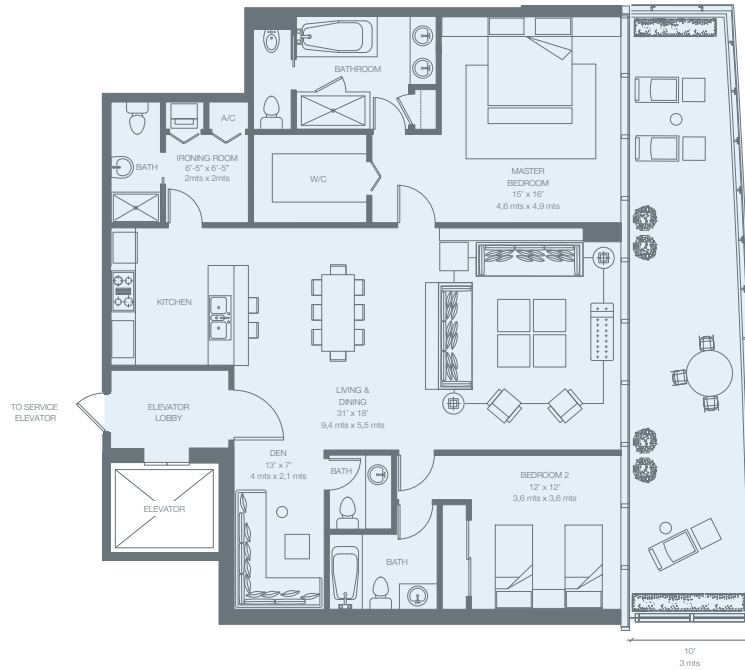 BATHROOM
A/C
BATH
IRONING ROOM
6'-5" x 6'-5"
2mts x 2mts
W/C
MASTER
BEDROOM
15' x 16'
4,6 mts x 4,9 mts
KITCHEN
LIVING &
DINING
31' x 18'
9,4 mts x 5,5 mts
TO SERVICE
ELEVATOR
ELEVATOR
LOBBY
DEN
13' x 7'
4 mts x 2,1 mts
BATH
BEDROOM 2
12' x 12'
3,6 mts x 3,6 mts
ELEVATOR
BATH
10'
3 mts